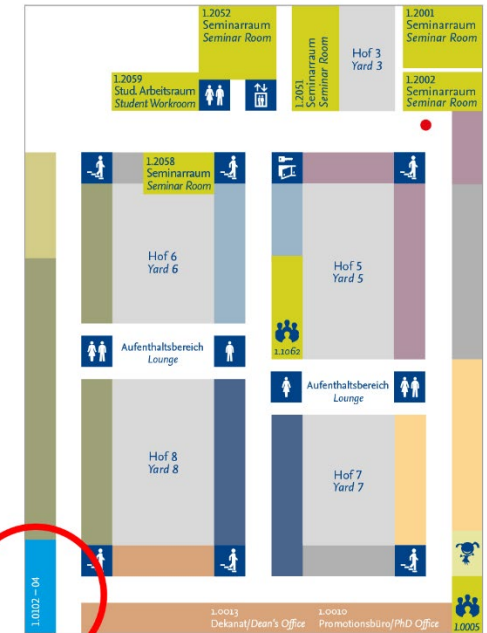 1.2052
Seminarraum
Seminar Room
1.2051
Seminarraum
Seminar Room
Hof 3
Yard 3
1.2001
Seminarraum
Seminar Room
1.2059
Stud. Arbeitsraum
Student Workroom
1.2002
Seminarraum
Seminar Room
1.2058
Seminarraum
Seminar Room
Hof 6
Yard 6
Hof 5
Yard 5
1.1062
Aufenthaltsbereich
Lounge
Aufenthaltsbereich
Lounge
Hof 8
Yard 8
Hof 7
Yard 7
1.0102 – 04
1.0013
Dekanat/Dean's Office
1.0010
Promotionsbüro/PhD Office
1.0005